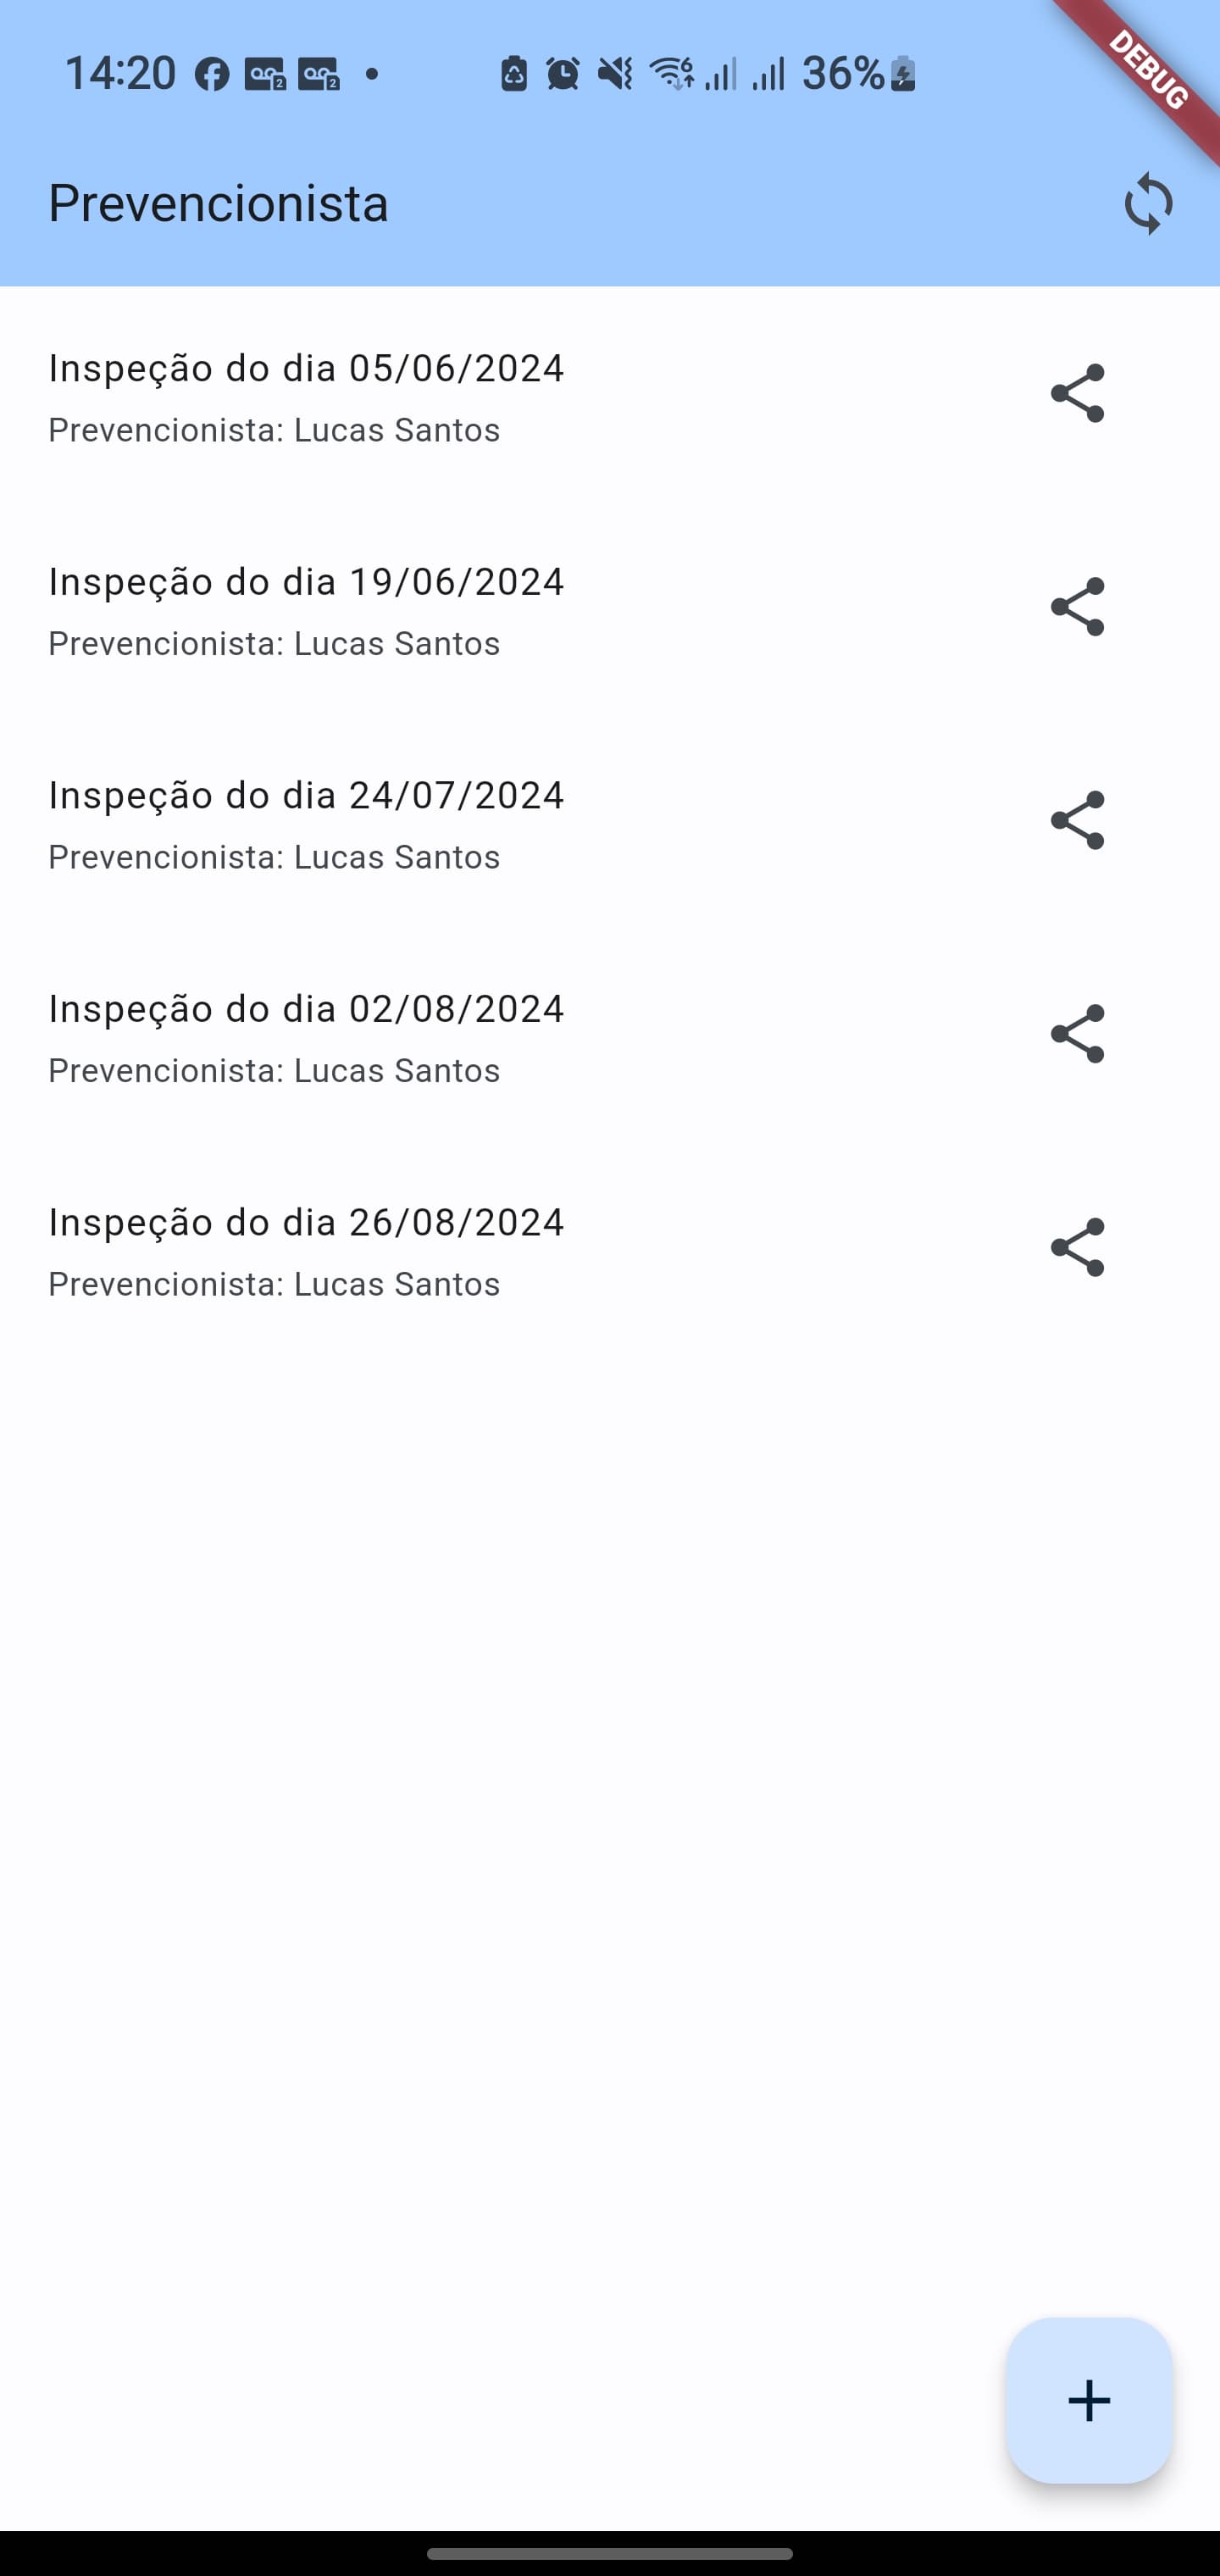 14:20
36%
DEBUG
Prevencionista
Inspeção do dia 05/06/2024
Prevencionista: Lucas Santos
Inspeção do dia 19/06/2024
Prevencionista: Lucas Santos
Inspeção do dia 24/07/2024
Prevencionista: Lucas Santos
Inspeção do dia 02/08/2024
Prevencionista: Lucas Santos
Inspeção do dia 26/08/2024
Prevencionista: Lucas Santos